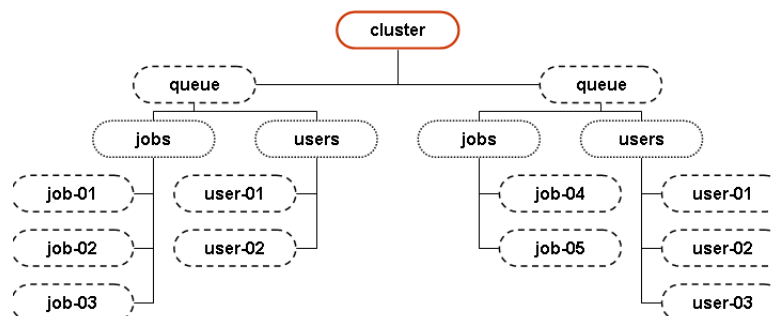 cluster
queue
queue
jobs
users
jobs
users
job-01
user-01
job-04
user-01
job-02
user-02
job-05
user-02
job-03
user-03